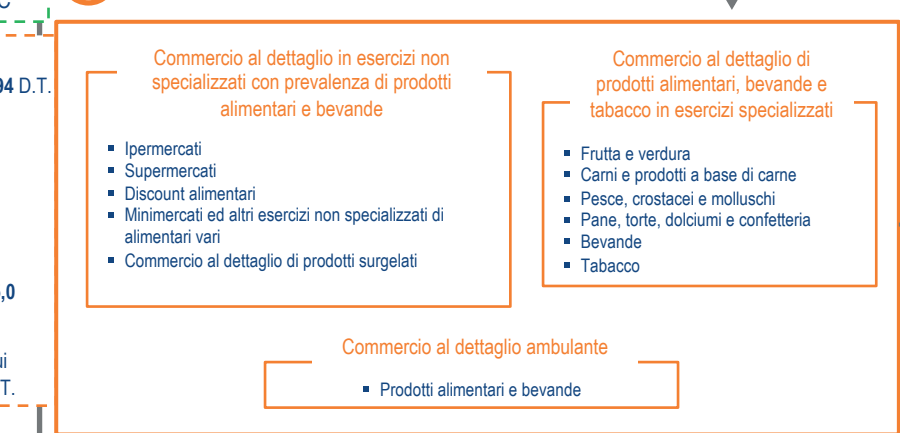 C
94 D.T.
,0
ui
T.
Commercio al dettaglio in esercizi non
specializzati con prevalenza di prodotti
alimentari e bevande
▪ Ipermercati
▪ Supermercati
▪ Discount alimentari
▪ Minimercati ed altri esercizi non specializzati di
alimentari vari
▪ Commercio al dettaglio di prodotti surgelati
Commercio al dettaglio di
prodotti alimentari, bevande e
tabacco in esercizi specializzati
▪ Frutta e verdura
▪ Carni e prodotti a base di carne
▪ Pesce, crostacei e molluschi
▪ Pane, torte, dolciumi e confetteria
▪ Bevande
▪ Tabacco
Commercio al dettaglio ambulante
▪ Prodotti alimentari e bevande